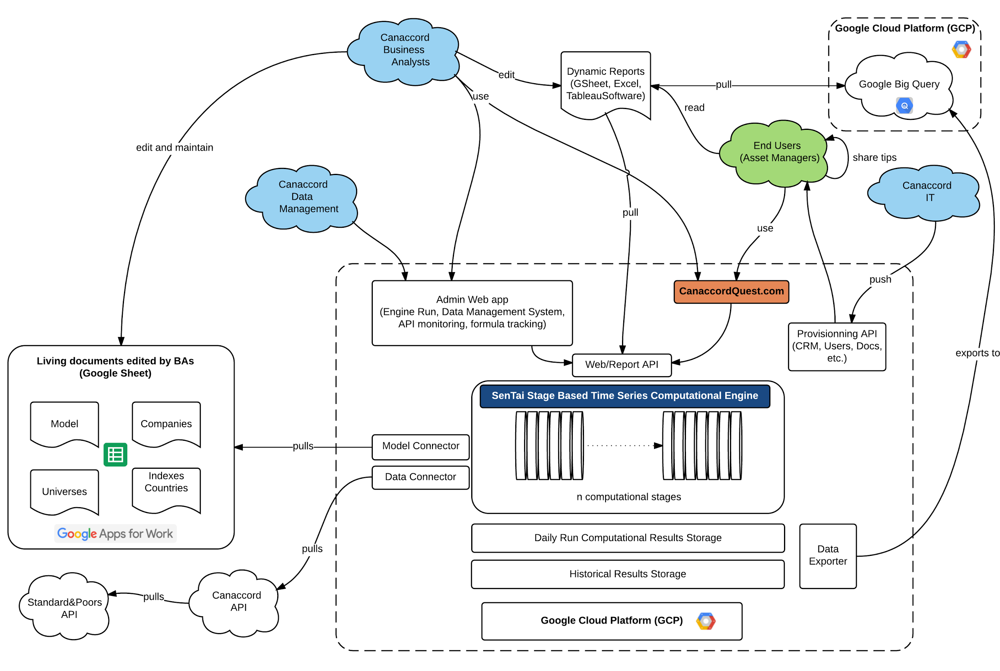 Google Cloud Platform (GCP)
Canaccord
Business
Analysts
edit
Dynamic Reports
(GSheet, Excel,
TableauSoftware)
pull
Google Big Query
use
read
edit and maintain
End Users
(Asset Managers)
share tips
Canaccord
Data
Management
Canaccord
IT
pull
use
push
Admin Web app
(Engine Run, Data Management System,
API monitoring, formula tracking)
CanaccordQuest.com
Provisionning API
(CRM, Users, Docs,
etc.)
exports to
Web/Report API
Living documents edited by BAs
(Google Sheet)
SenTai Stage Based Time Series Computational Engine
Model
Companies
pulls
Model Connector
Data Connector
Universes
Indexes
Countries
n computational stages
Google Apps for Work
pulls
Daily Run Computational Results Storage
Data
Exporter
Historical Results Storage
Standard&Poors
API
pulls
Canaccord
API
Google Cloud Platform (GCP)